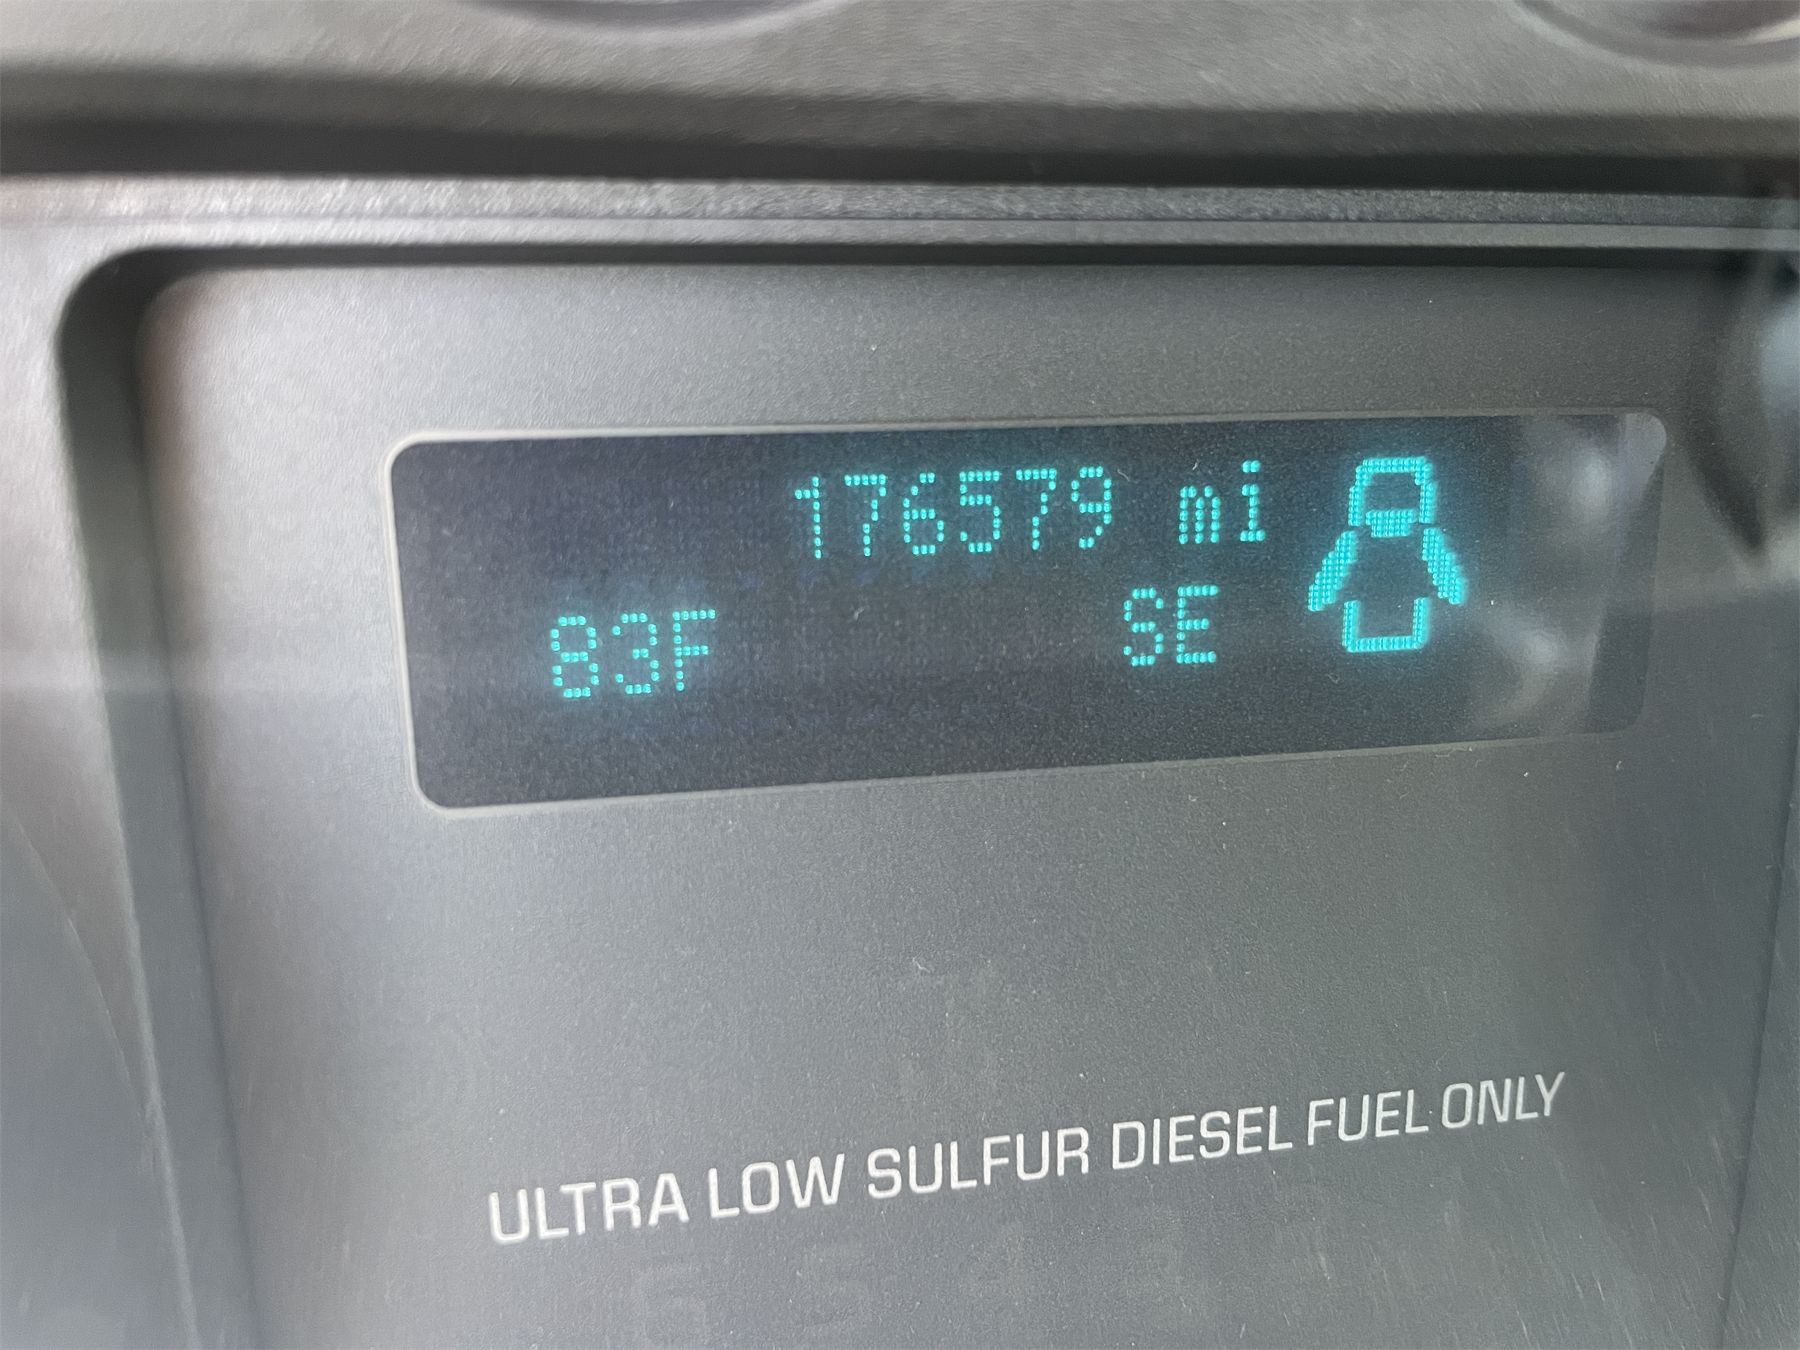 176579 mi
83F SE
ULTRA LOW SULFUR DIESEL FUEL ONLY